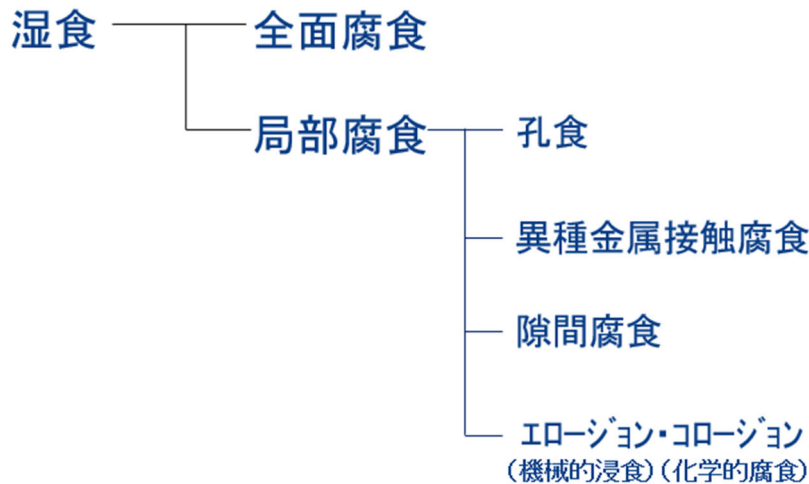 湿食
全面腐食
局部腐食
孔食
異種金属接触腐食
隙間腐食
ｴﾛｰｼﾞｮﾝ・ｺﾛｰｼﾞｮﾝ
(機械的浸食)(化学的腐食)